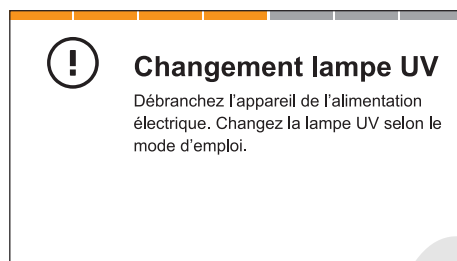 Changement lampe UV
Débranchez l'appareil de l'alimentation
électrique. Changez la lampe UV selon le
mode d'emploi.